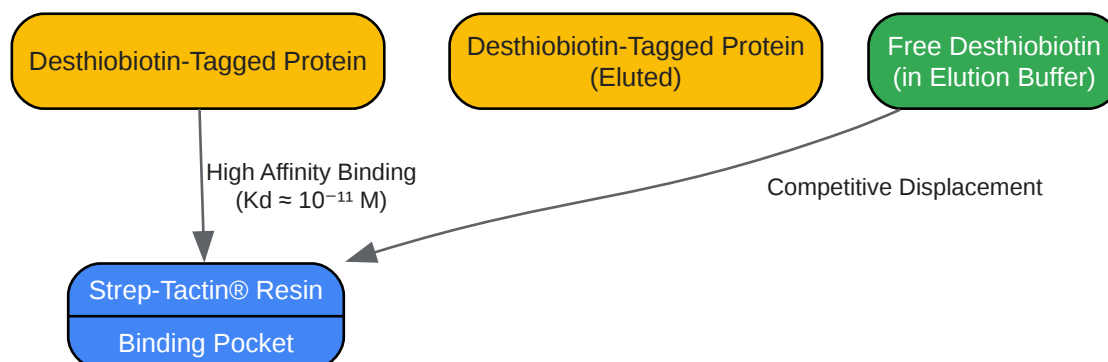 Desthiobiotin-Tagged Protein
Desthiobiotin-Tagged Protein
(Eluted)
Free Desthiobiotin
(in Elution Buffer)
High Affinity Binding
(Kd ≈ 10⁻¹¹ M)
Competitive Displacement
Strep-Tactin® Resin
Binding Pocket